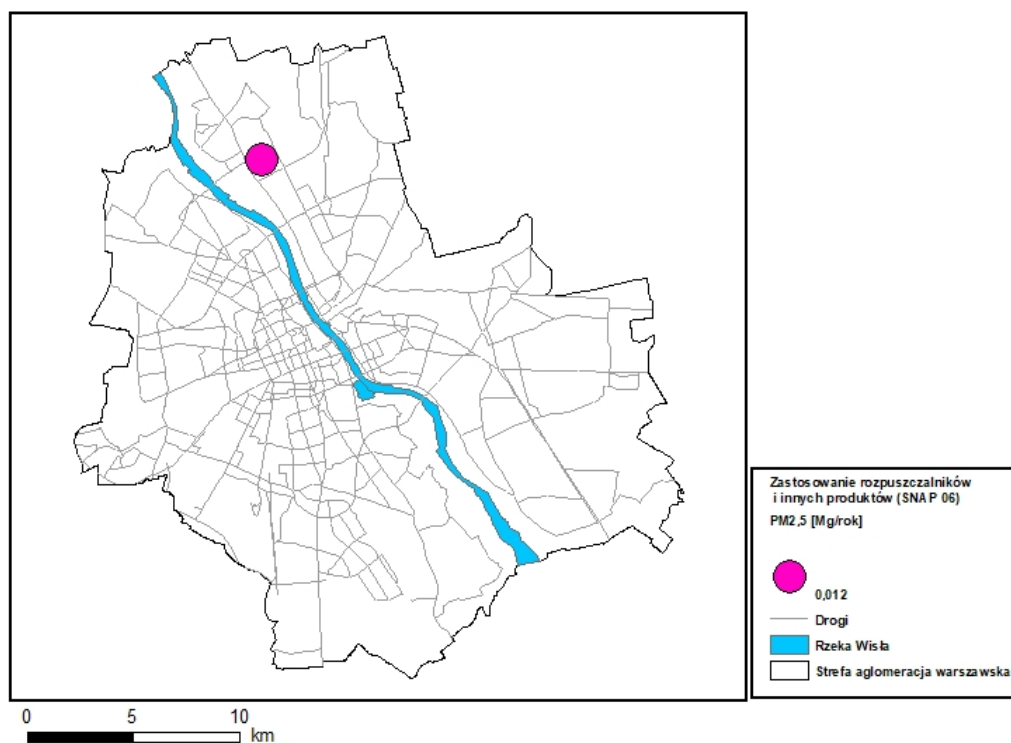 Zastosowanie rozpuszczalników
i innych produktów (SNAP 06)
PM2,5 [Mg/rok]
0,012
Drogi
Rzeka Wisła
Strefa aglomeracja warszawska
0 5 10
km